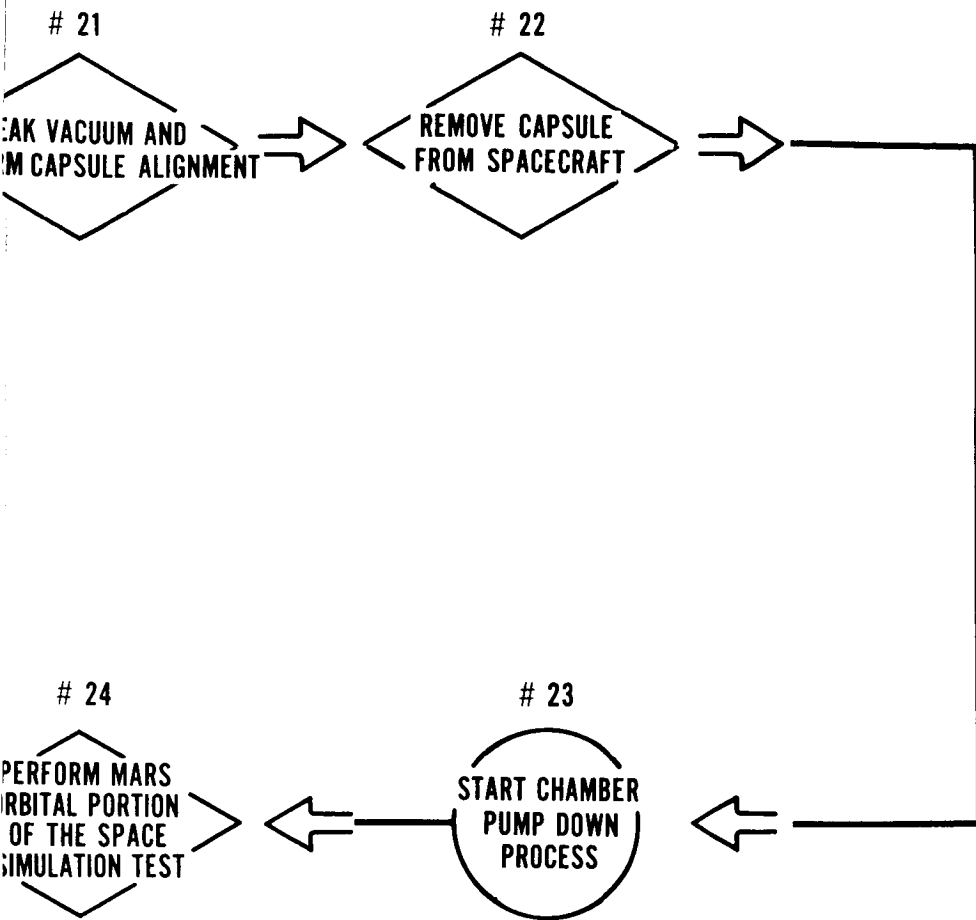 # 21
# 22
VACUUM AND
CAPSULE ALIGNMENT
REMOVE CAPSULE
FROM SPACECRAFT
# 24
# 23
PERFORM MARS
ORBITAL PORTION
OF THE SPACE
SIMULATION TEST
START CHAMBER
PUMP DOWN
PROCESS